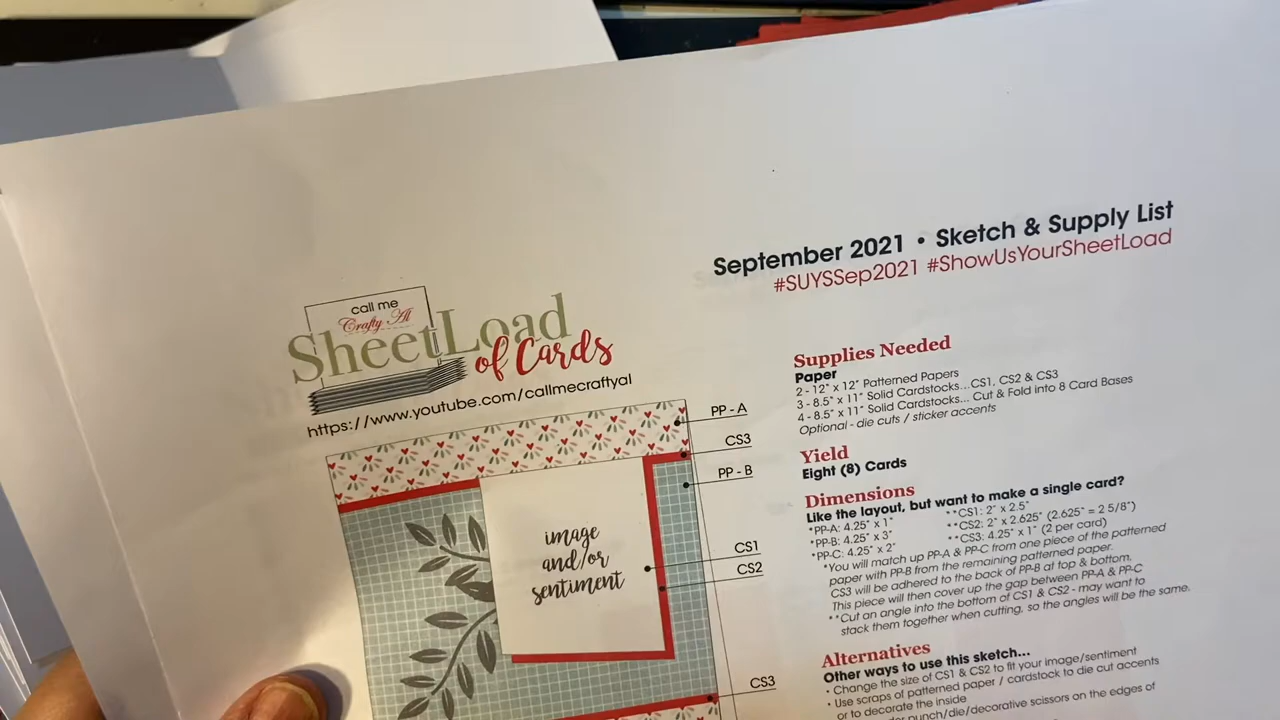 September 2021 • Sketch & Supply List
#SUYSSep2021 #ShowUsYourSheetLoad
call me
Crafty Al
SheetLoad
of Cards
https://www.youtube.com/callmecraftyal
PP - A
CS3
PP - B
CS1
CS2
CS3
image
and/or
sentiment
Supplies Needed
Paper
2 - 12" x 12" Patterned Papers
3 - 8.5" x 11" Solid Cardstocks...CS1, CS2 & CS3
4 - 8.5" x 11" Solid Cardstocks... Cut & Fold into 8 Card Bases
Optional - die cuts / sticker accents
Yield
Eight (8) Cards
Dimensions
Like the layout, but want to make a single card?
*PP-A: 4.25" x 1"
**CS1: 2" x 2.5"
*PP-B: 4.25" x 3"
**CS2: 2" x 2.625" (2.625" = 2 5/8")
*PP-C: 4.25" x 2"
**CS3: 4.25" x 1" (2 per card)
*You will match up PP-A & PP-C from one piece of the patterned
paper with PP-B from the remaining patterned paper.
CS3 will be adhered to the back of PP-B at top & bottom.
This piece will then cover up the gap between PP-A & PP-C
**Cut an angle into the bottom of CS1 & CS2 - may want to
stack them together when cutting, so the angles will be the same.
Alternatives
Other ways to use this sketch...
• Change the size of CS1 & CS2 to fit your image/sentiment
• Use scraps of patterned paper / cardstock to die cut accents
or to decorate the inside
punch/die/decorative scissors on the edges of